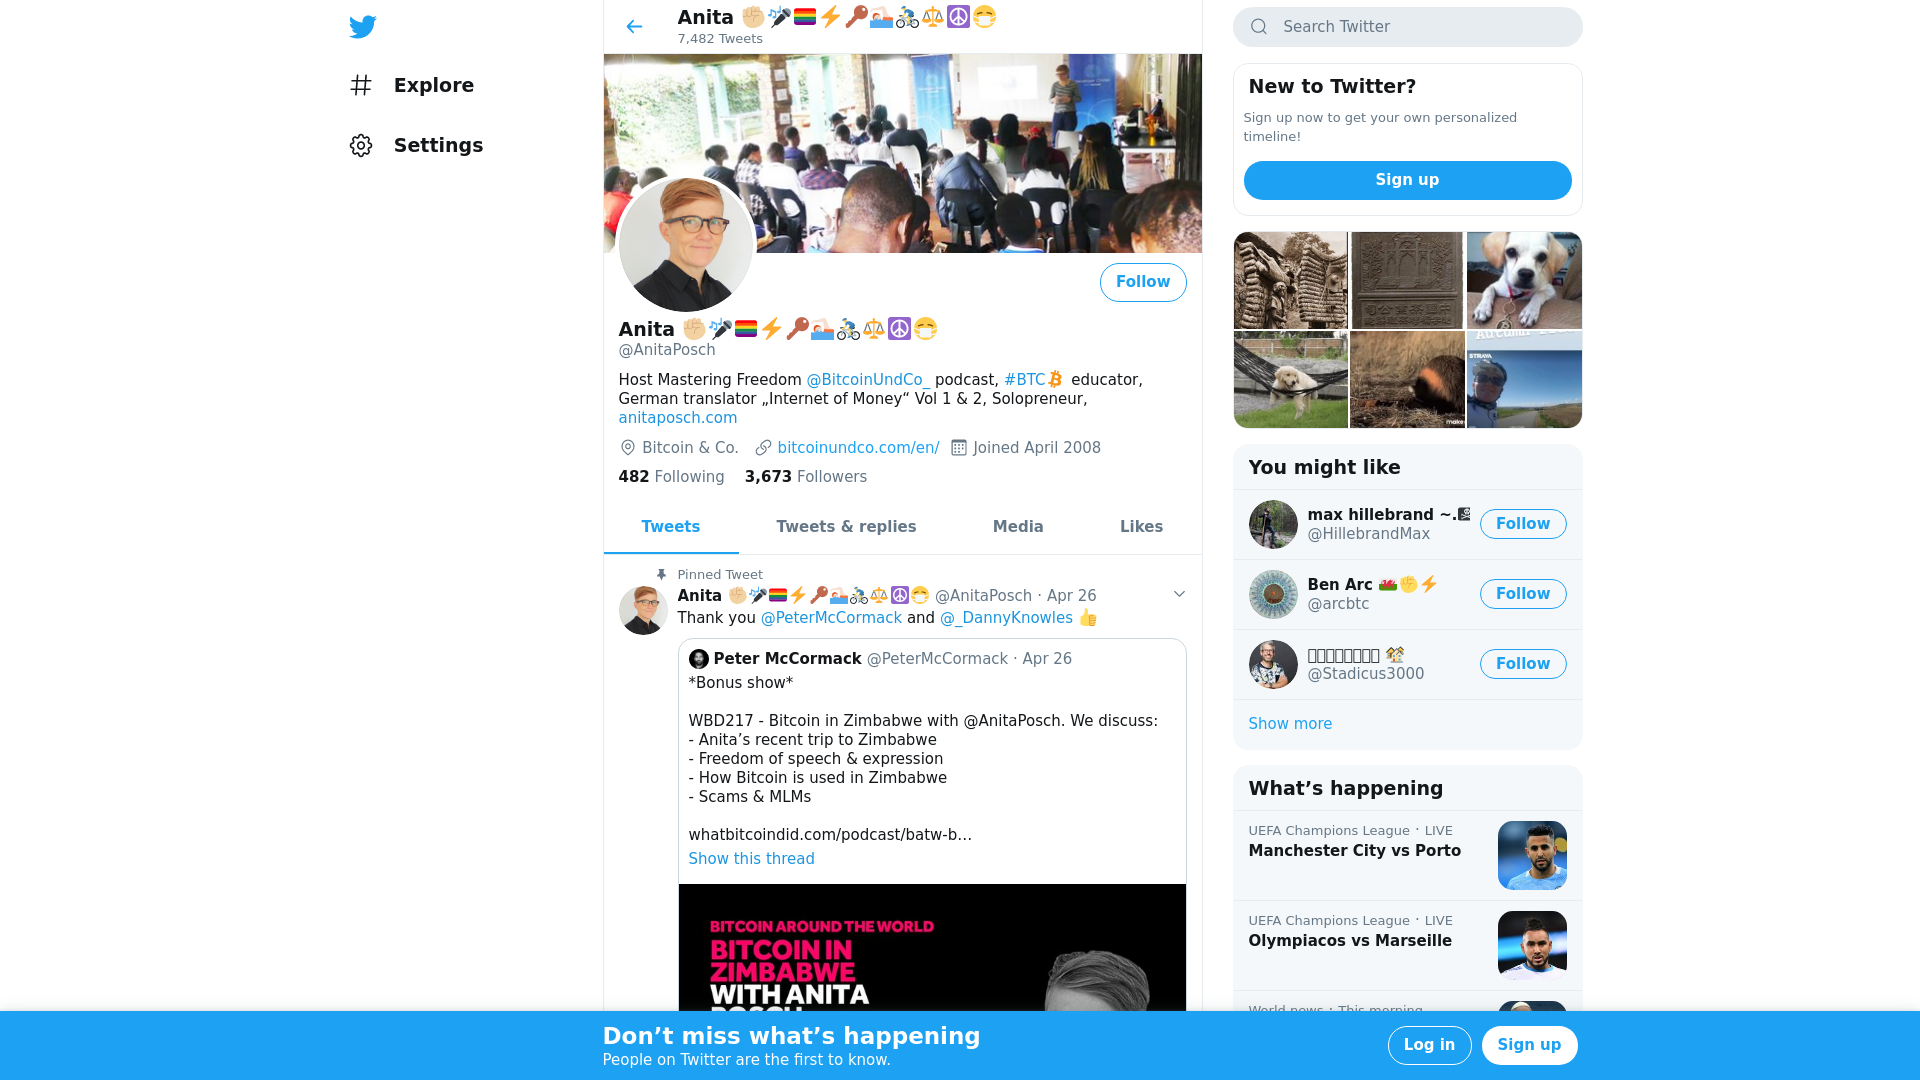 Explore
Settings
Anita ✊🏼🎤🏳️‍🌈⚡🔑🏊🏻🚴🏻⚖️☮️😷
7,482 Tweets
Follow
Anita ✊🏼🎤🏳️‍🌈⚡🔑🏊🏻🚴🏻⚖️☮️😷
@AnitaPosch
Host Mastering Freedom @BitcoinUndCo_ podcast, #BTC educator,
German translator „Internet of Money“ Vol 1 & 2, Solopreneur,
anitaposch.com
Bitcoin & Co. bitcoinundco.com/en/ Joined April 2008
482 Following 3,673 Followers
Tweets Tweets & replies Media Likes
Pinned Tweet
Anita ✊🏼🎤🏳️‍🌈⚡🔑🏊🏻🚴🏻⚖️☮️😷 @AnitaPosch · Apr 26
Thank you @PeterMcCormack and @_DannyKnowles 👍
Peter McCormack @PeterMcCormack · Apr 26
*Bonus show*
WBD217 - Bitcoin in Zimbabwe with @AnitaPosch. We discuss:
- Anita’s recent trip to Zimbabwe
- Freedom of speech & expression
- How Bitcoin is used in Zimbabwe
- Scams & MLMs
whatbitcoindid.com/podcast/batw-b…
Show this thread
BITCOIN AROUND THE WORLD
BITCOIN IN
ZIMBABWE
WITH ANITA
POSCH
Search Twitter
New to Twitter?
Sign up now to get your own personalized
timeline!
Sign up
STRAVA
make
You might like
max hillebrand ~.
@HillebrandMax
Follow
Ben Arc 🏴󠁧󠁢󠁷󠁬󠁳󠁿✊⚡
@arcbtc
Follow
@Stadicus3000
Follow
Show more
What’s happening
UEFA Champions League · LIVE
Manchester City vs Porto
UEFA Champions League · LIVE
Olympiacos vs Marseille
World news · This morning
Don’t miss what’s happening
People on Twitter are the first to know.
Log in
Sign up